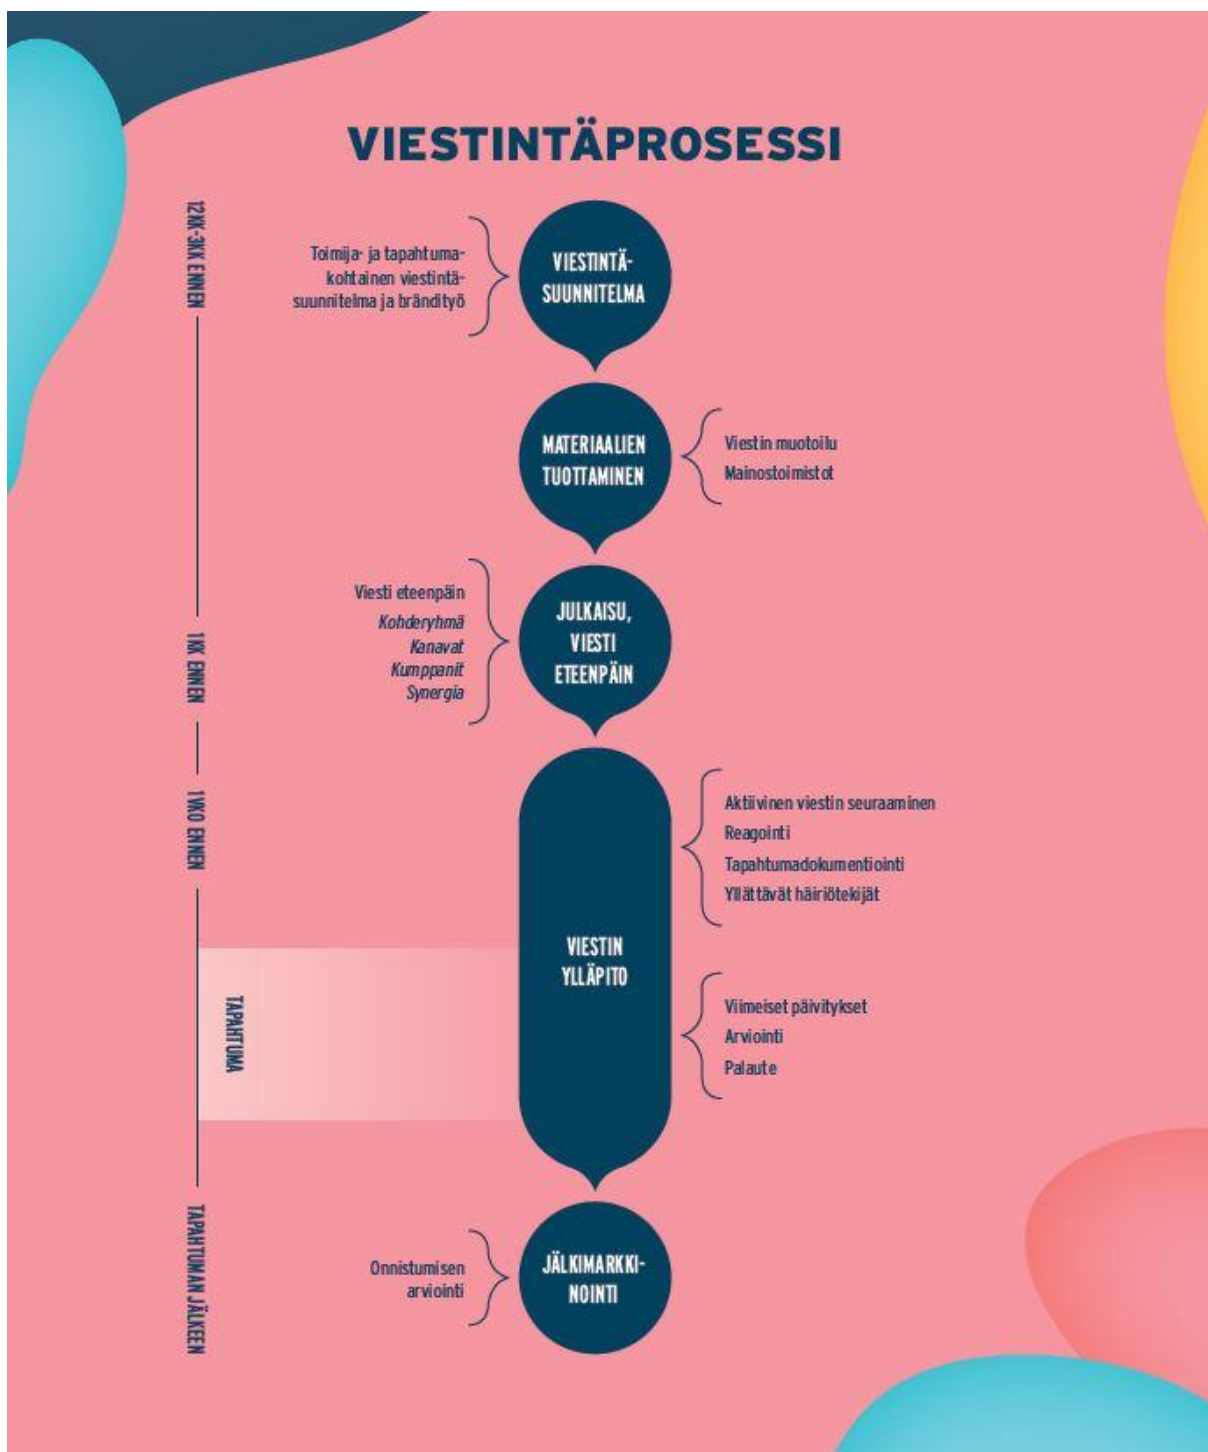 VIESTINTÄPROSESSI
12KK-3KK ENNEN
Toimija- ja tapahtuma-
kohtainen viestintä-
suunnitelma ja brändityö
VIESTINTÄ-
SUUNNITELMA
MATERIAALIEN
TUOTTAMINEN
Viestin muotoilu
Mainostoimistot
1KK ENNEN
Viesti eteenpäin
Kohderyhmä
Kanavat
Kumppanit
Synergia
JULKAISU,
VIESTI
ETEENPÄIN
1VKO ENNEN
Aktiivinen viestin seuraaminen
Reagointi
Tapahtumadokumentiointi
Yllättävät häiriötekijät
VIESTIN
YLLÄPITO
TAPAHTUMA
Viimeiset päivitykset
Arviointi
Palaute
TAPAHTUMAN JÄLKEEN
Onnistumisen
arviointi
JÄLKIMARKKI-
NOINTI